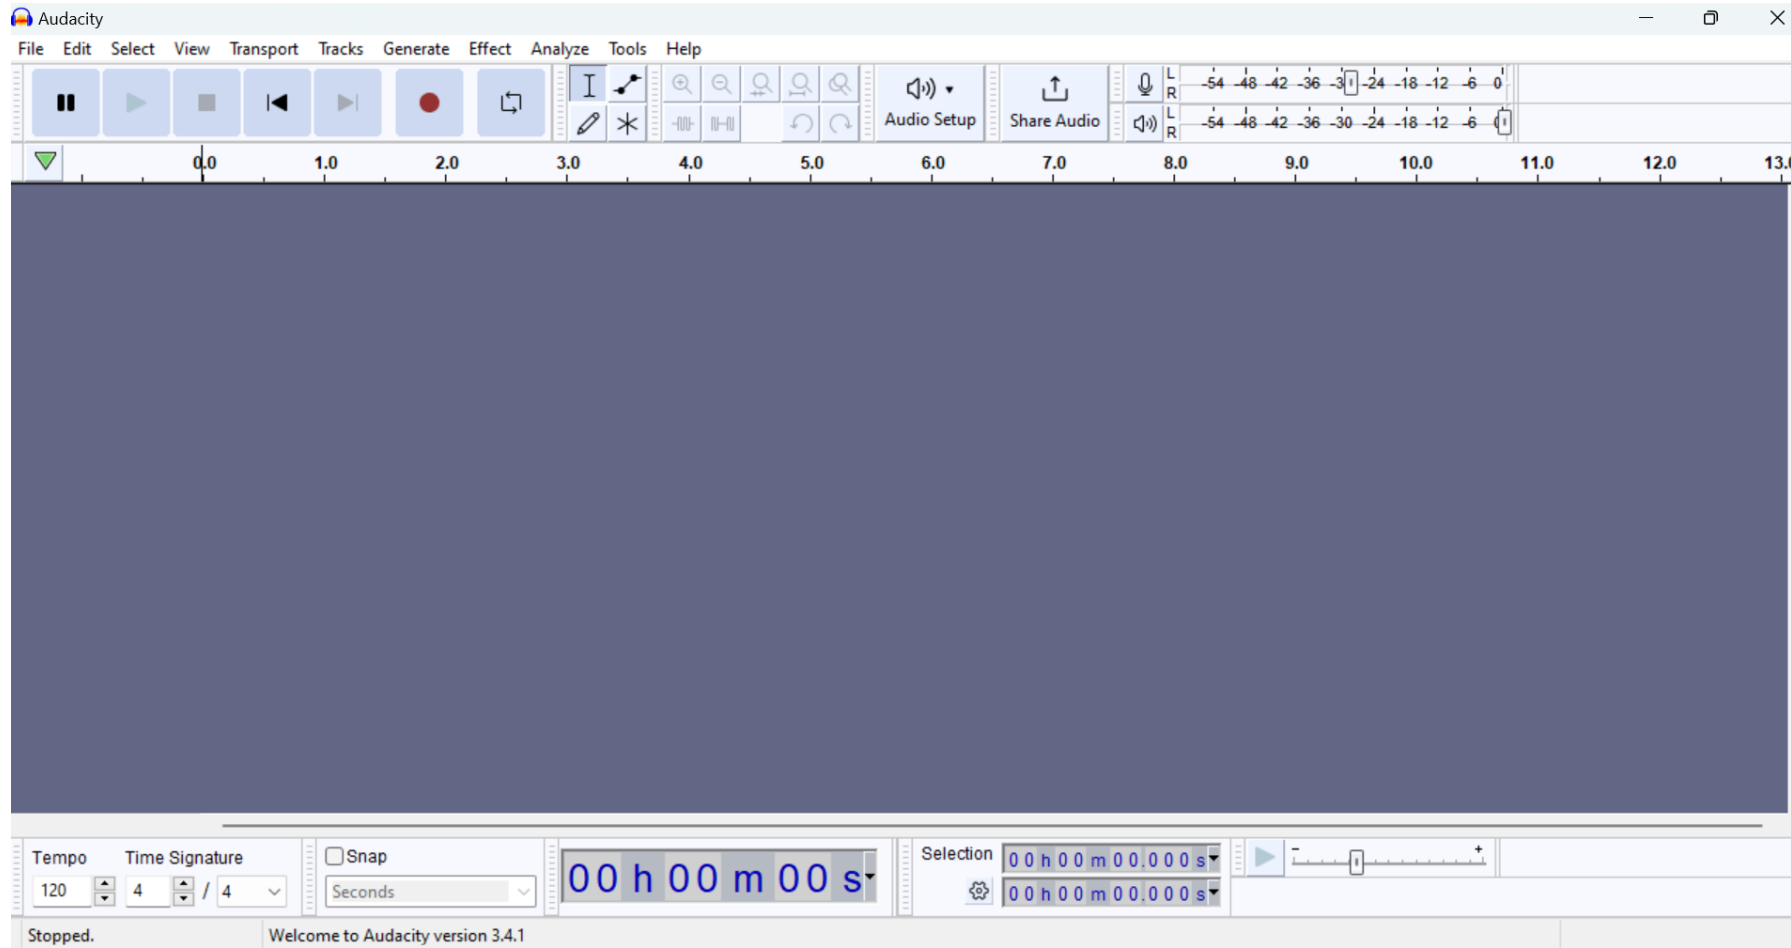 Audacity
File Edit Select View Transport Tracks Generate Effect Analyze Tools Help
L
R
-54 -48 -42 -36 -24 -18 -12 -6 0
Audio Setup
Share Audio
L
R
-54 -48 -42 -36 -30 -24 -18 -12 -6
0.0 1.0 2.0 3.0 4.0 5.0 6.0 7.0 8.0 9.0 10.0 11.0 12.0 13.
Tempo
Time Signature
120
4 / 4
Snap
Seconds
00 h 00 m 00 s
Selection
00 h 00 m 00.000 s
00 h 00 m 00.000 s
- +
Stopped.
Welcome to Audacity version 3.4.1